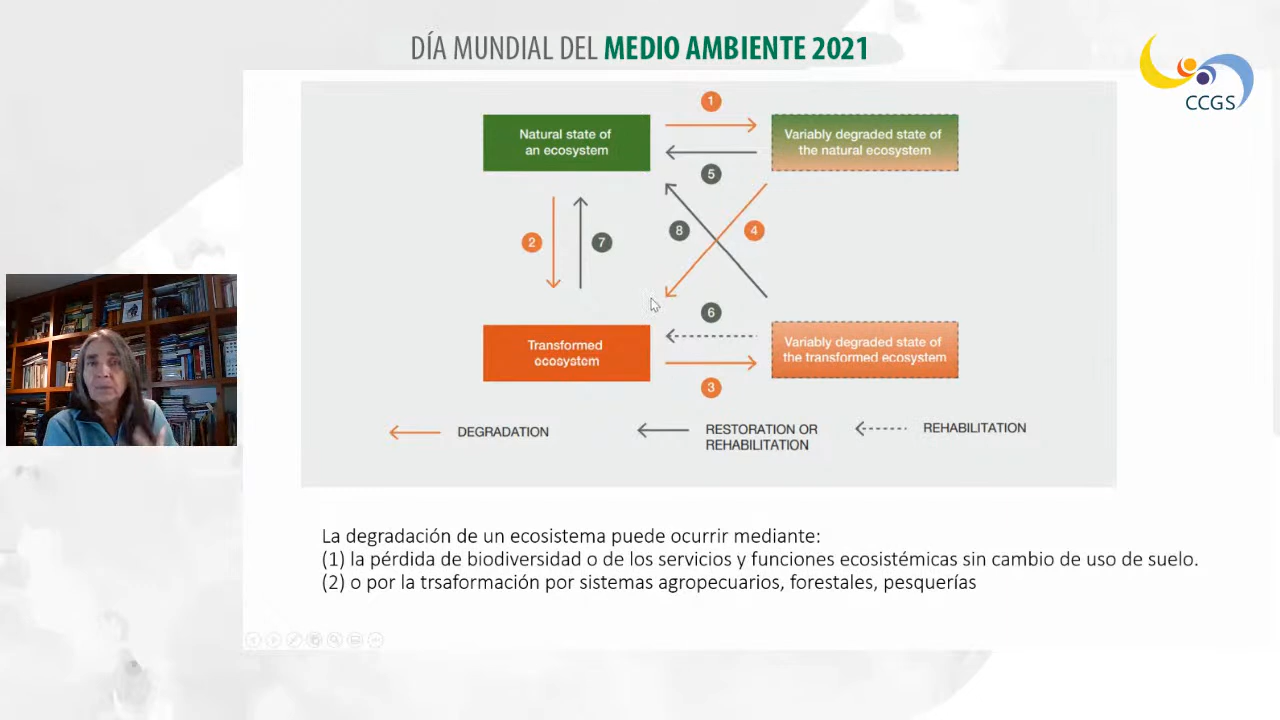 DÍA MUNDIAL DEL MEDIO AMBIENTE 2021
CCGS
1
Natural state of
an ecosystem
Variably degraded state of
the natural ecosystem
5
2
7
8
4
6
Transformed
ecosystem
Variably degraded state of
the transformed ecosystem
3
DEGRADATION
RESTORATION OR
REHABILITATION
REHABILITATION
La degradación de un ecosistema puede ocurrir mediante:
(1) la pérdida de biodiversidad o de los servicios y funciones ecosistémicas sin cambio de uso de suelo.
(2) o por la trsaformación por sistemas agropecuarios, forestales, pesquerías